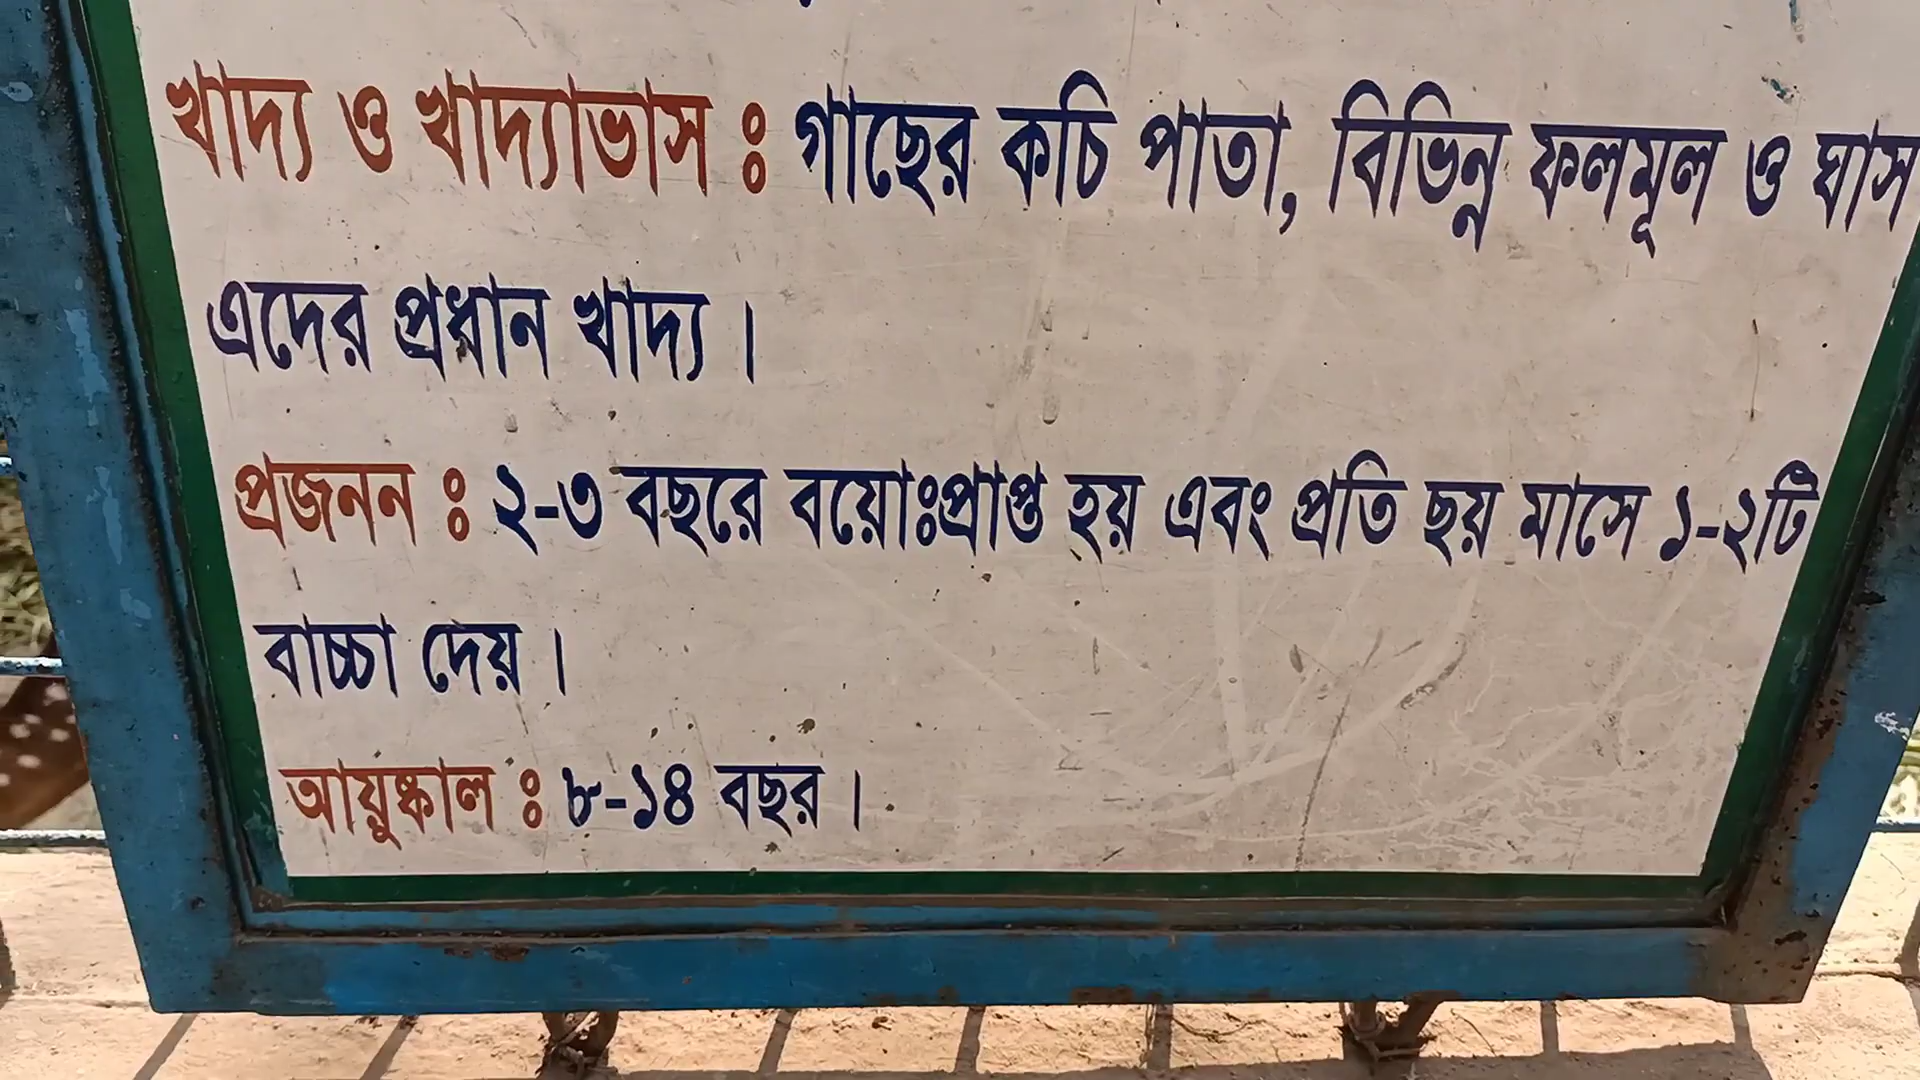 খাদ্য ও খাদ্যাভাস ঃ গাছের কচি পাতা, বিভিন্ন ফলমূল ও ঘাস
এদের প্রধান খাদ্য ।
প্রজনন ঃ ২-৩ বছরে বয়োঃপ্রাপ্ত হয় এবং প্রতি ছয় মাসে ১-২টি
বাচ্চা দেয় ।
আয়ুষ্কাল ঃ ৮-১৪ বছর ।